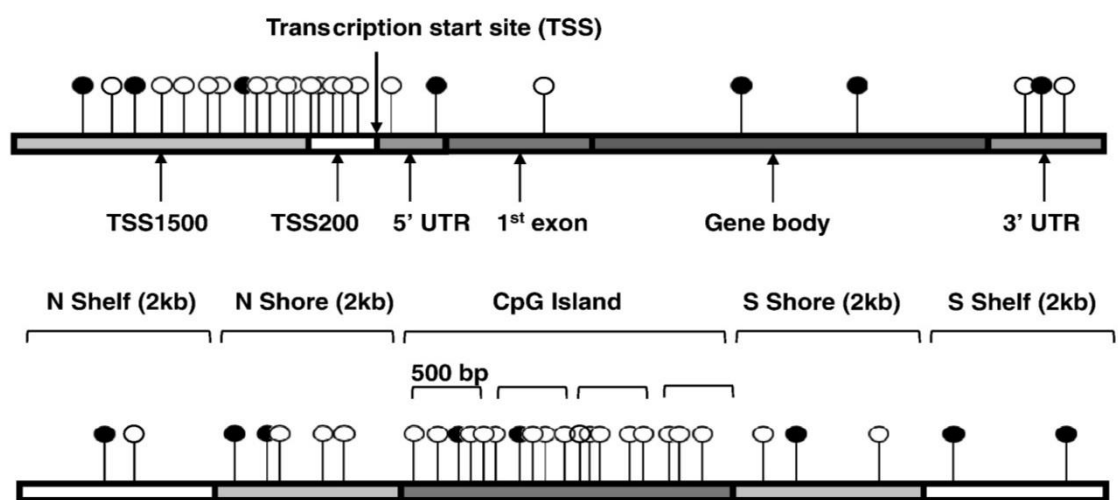 Transcription start site (TSS)
TSS1500 TSS200 5’ UTR 1st exon Gene body 3’ UTR
N Shelf (2kb) N Shore (2kb) CpG Island S Shore (2kb) S Shelf (2kb)
500 bp